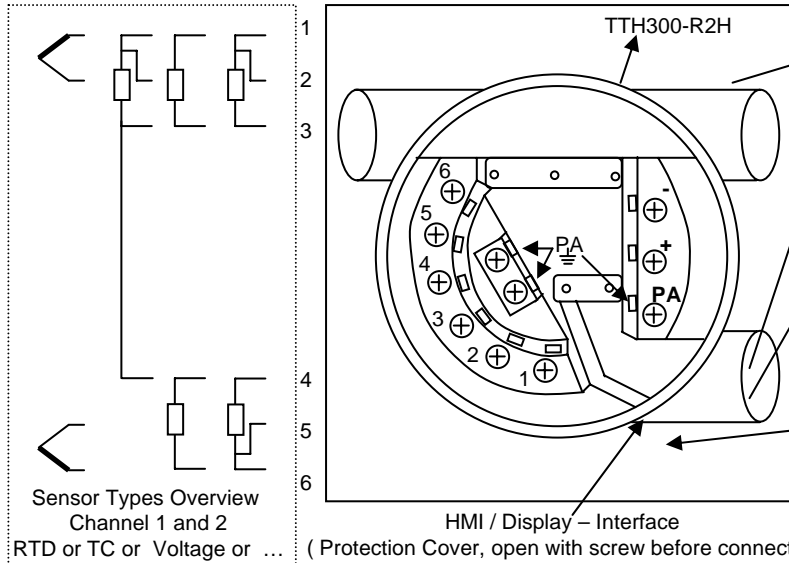 1
2
3
4
5
6
Sensor Types Overview
Channel 1 and 2
RTD or TC or Voltage or ...
TTH300-R2H
6
5
4
3
2
1
PA
-
+
PA
HMI / Display – Interface
( Protection Cover, open with screw before connect